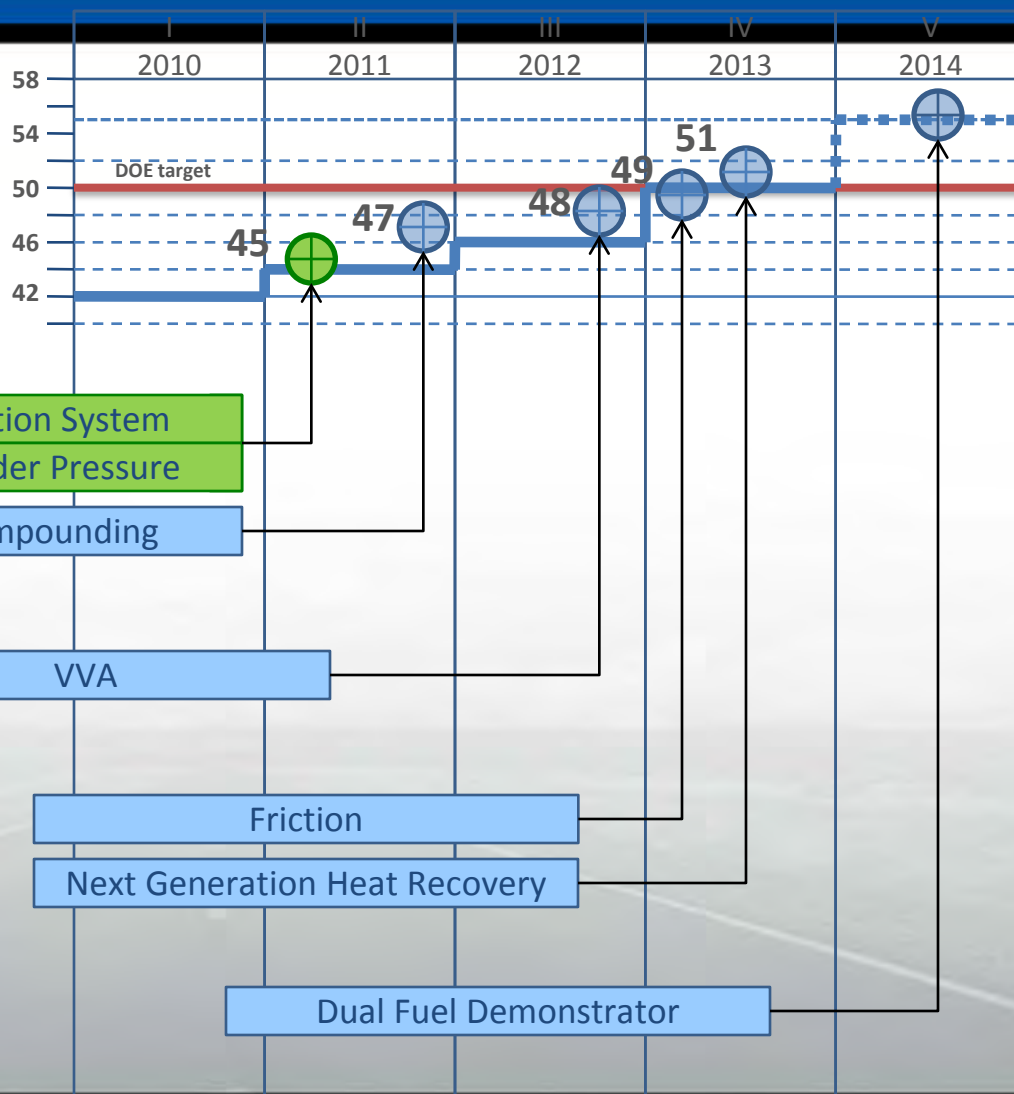 I II III IV V
2010 2011 2012 2013 2014
58
54
51
DOE target
49
50
48
47
45
46
42
tion System
der Pressure
mpounding
VVA
Friction
Next Generation Heat Recovery
Dual Fuel Demonstrator